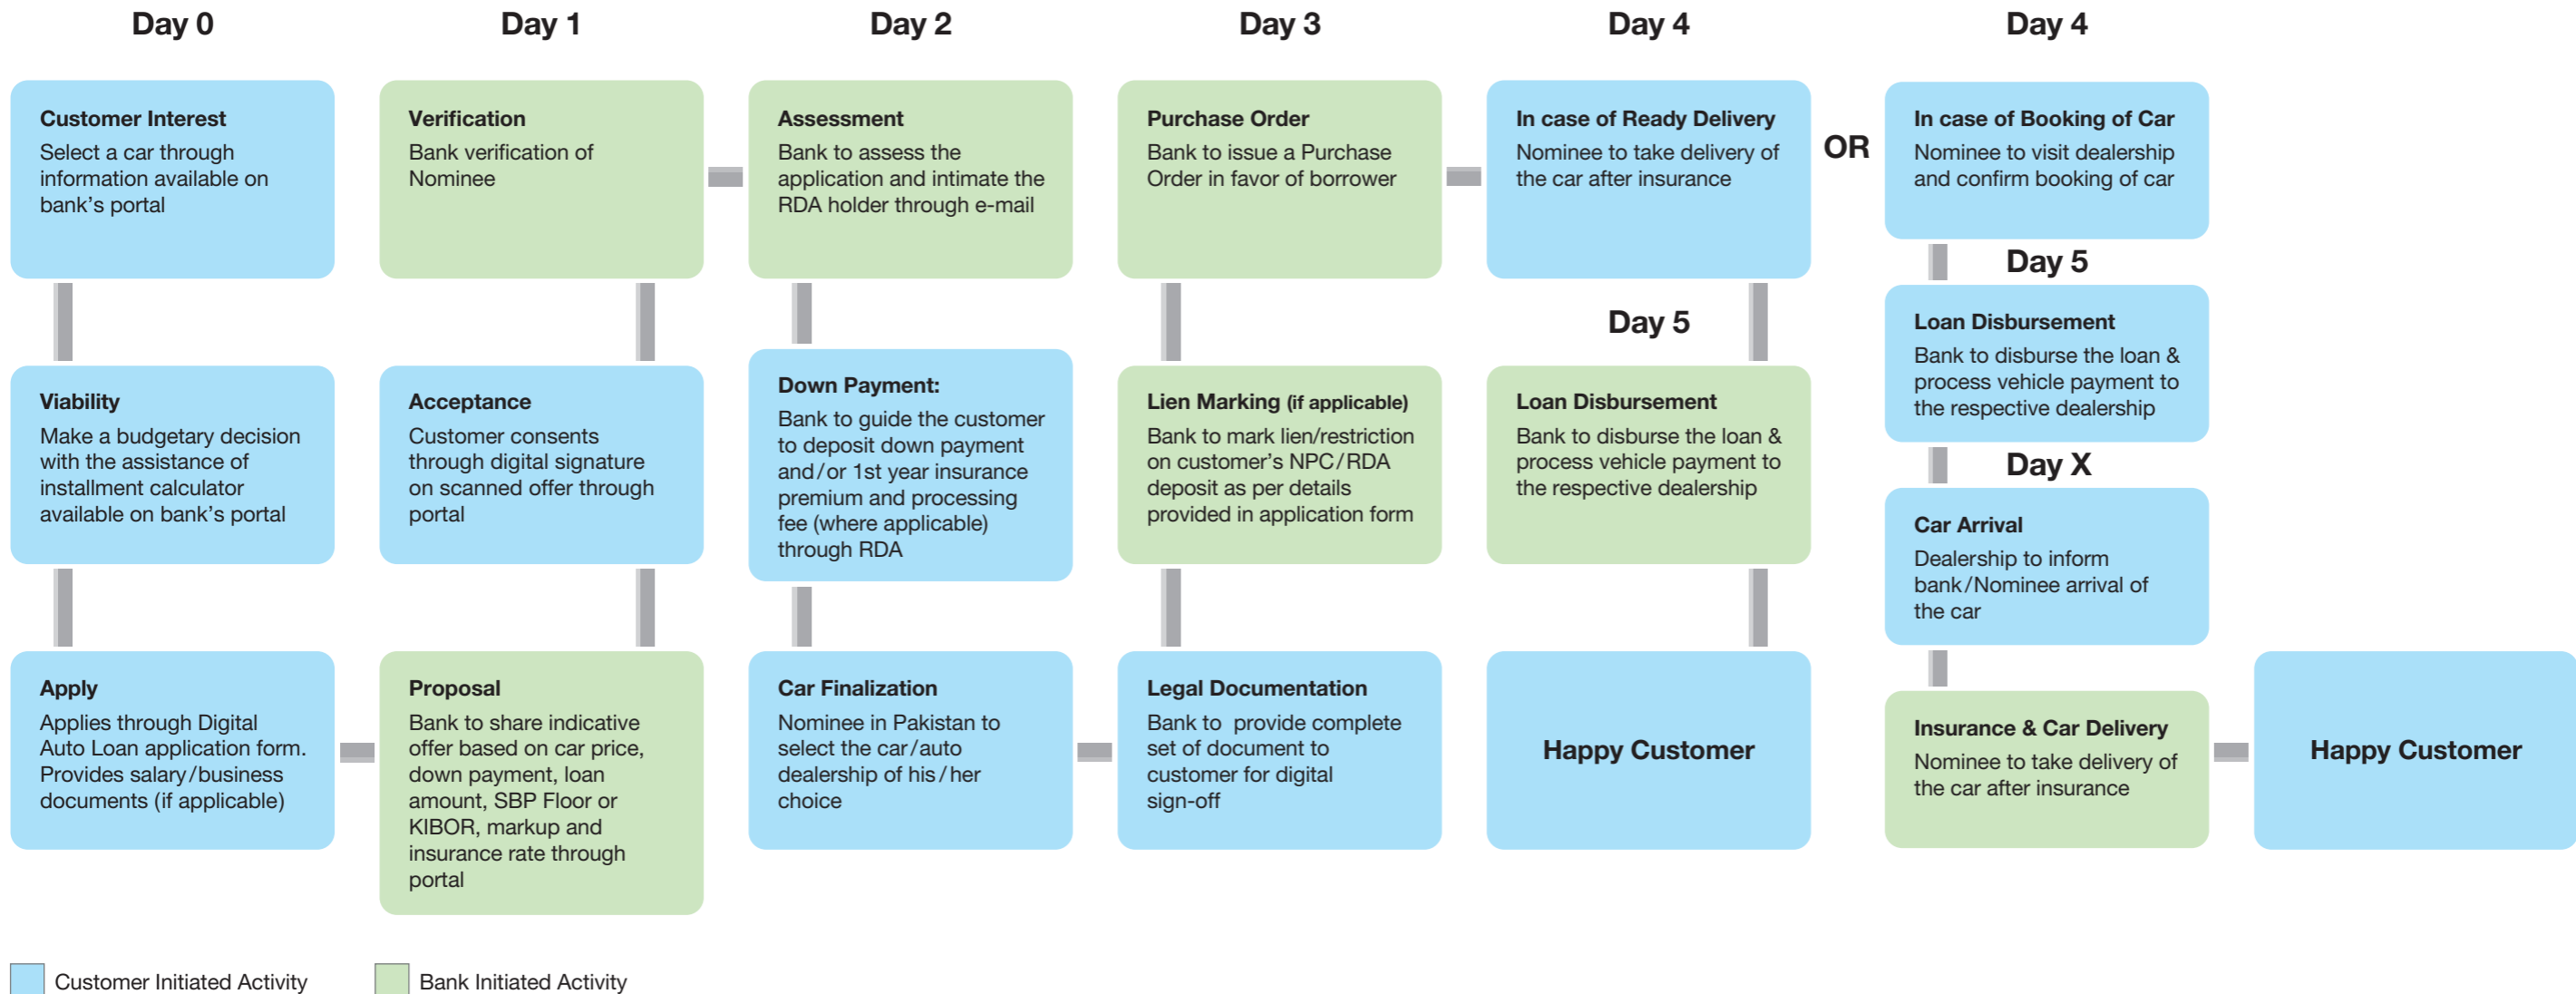 Day 0
Customer Interest
Select a car through
information available on
bank's portal
Viability
Make a budgetary decision
with the assistance of
installment calculator
available on bank's portal
Apply
Applies through Digital
Auto Loan application form.
Provides salary/business
documents (if applicable)
Day 1
Verification
Bank verification of
Nominee
Acceptance
Customer consents
through digital signature
on scanned offer through
portal
Proposal
Bank to share indicative
offer based on car price,
down payment, loan
amount, SBP Floor or
KIBOR, markup and
insurance rate through
portal
Day 2
Assessment
Bank to assess the
application and intimate the
RDA holder through e-mail
Down Payment:
Bank to guide the customer
to deposit down payment
and/or 1st year insurance
premium and processing
fee (where applicable)
through RDA
Car Finalization
Nominee in Pakistan to
select the car/auto
dealership of his/her
choice
Day 3
Purchase Order
Bank to issue a Purchase
Order in favor of borrower
Lien Marking (if applicable)
Bank to mark lien/restriction
on customer's NPC/RDA
deposit as per details
provided in application form
Legal Documentation
Bank to provide complete
set of document to
customer for digital
sign-off
Day 4
In case of Ready Delivery
Nominee to take delivery of
the car after insurance
Day 5
Loan Disbursement
Bank to disburse the loan &
process vehicle payment to
the respective dealership
Happy Customer
OR
Day 4
In case of Booking of Car
Nominee to visit dealership
and confirm booking of car
Day 5
Loan Disbursement
Bank to disburse the loan &
process vehicle payment to
the respective dealership
Day X
Car Arrival
Dealership to inform
bank/Nominee arrival of
the car
Insurance & Car Delivery
Nominee to take delivery of
the car after insurance
Happy Customer
Customer Initiated Activity
Bank Initiated Activity